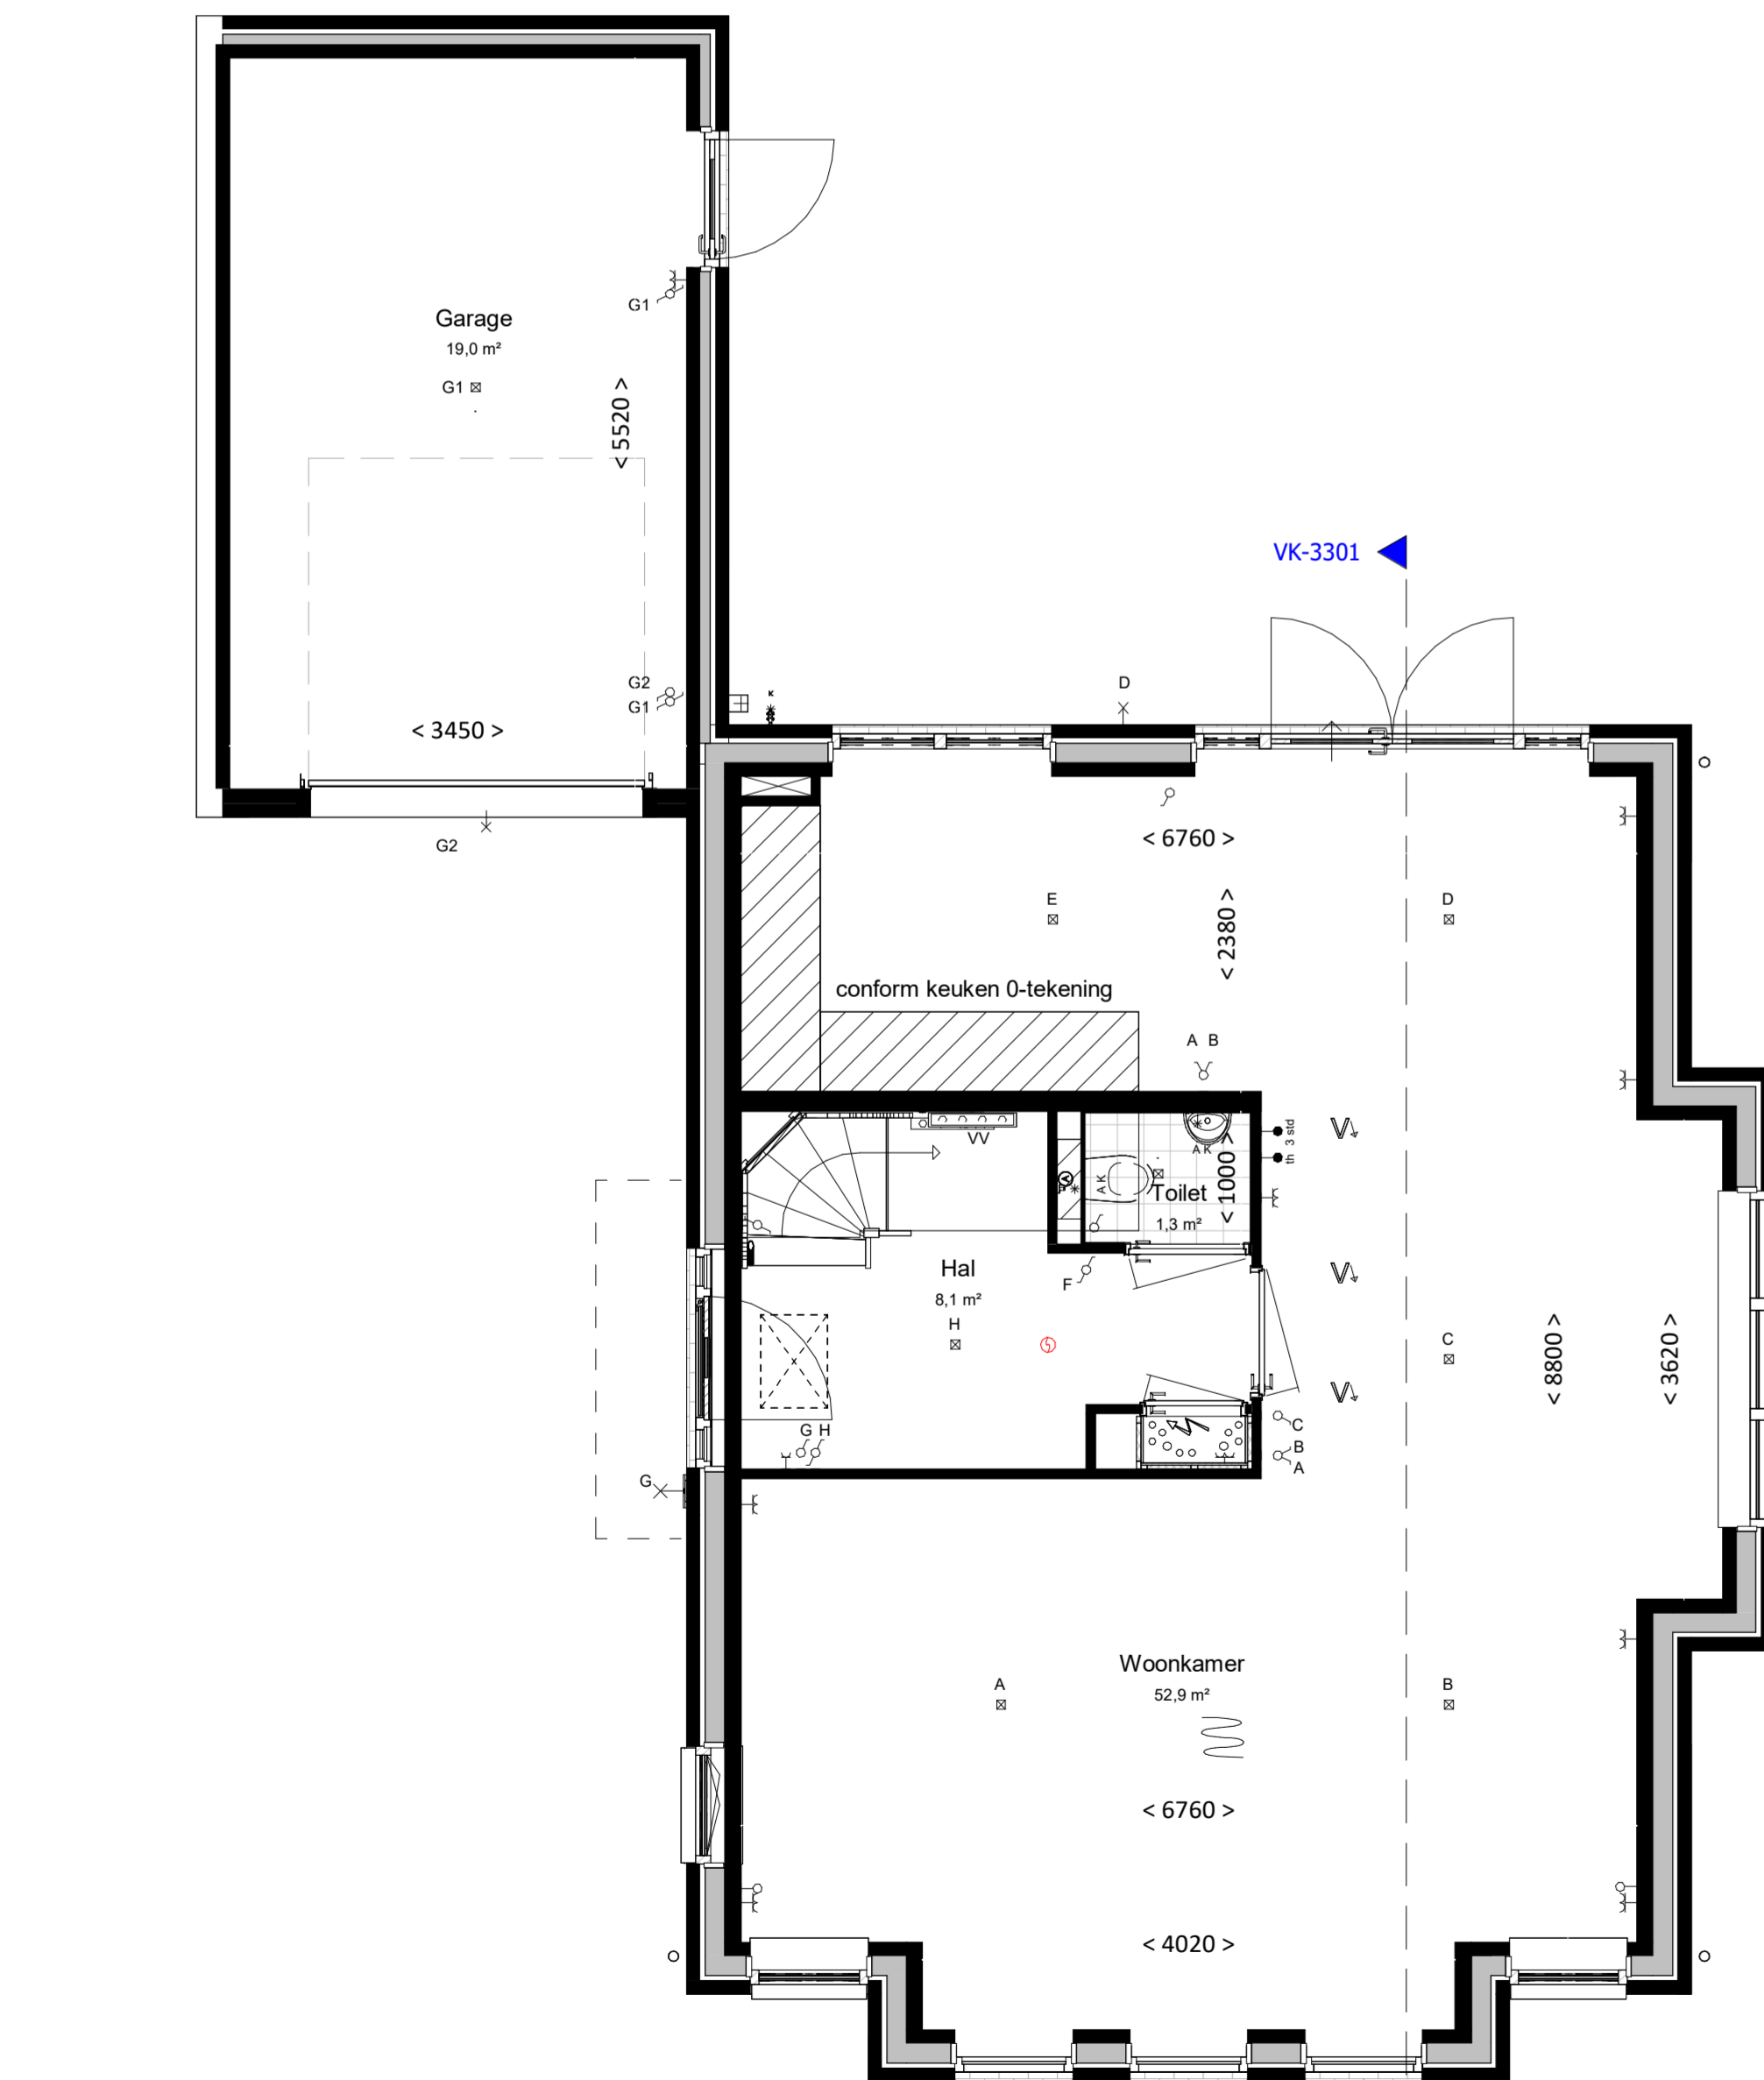 G1
Garage
19,0 m²
G1
< 5520 >
VK-3301
G2
G1
D
K
< 3450 >
G2
< 6760 >
E
D
< 2380 >
conform keuken 0-tekening
A B
VV
A K
A K
th 3 std
< 1000 >
Toilet
1,3 m²
Hal
8,1 m²
F
H
C
< 8800 >
< 3620 >
G H
C
B
A
G
Woonkamer
52,9 m²
A
B
< 6760 >
< 4020 >